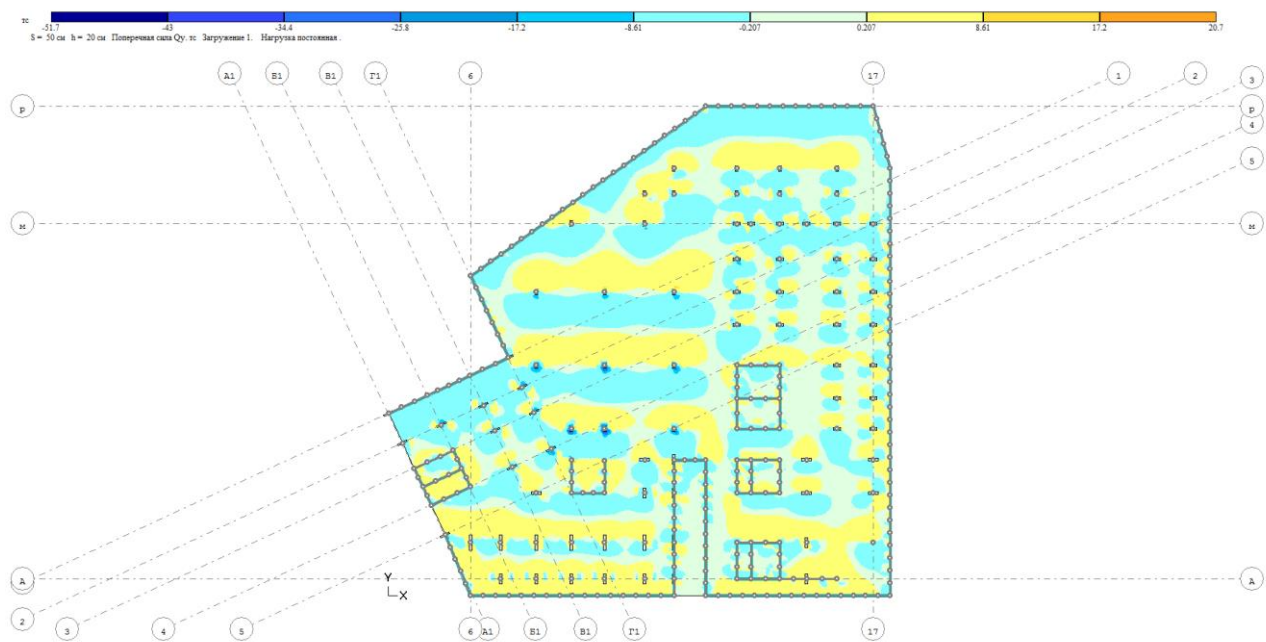 тс
-51.7 -43 -34.4 -25.8 -17.2 -8.61 -0.207 0.207 8.61 17.2 20.7
S = 50 см h = 20 см Поперечная сила Qy, тс Загружение 1. Нагрузка постоянная .
А1 Б1 В1 Г1 6 17 1 2 3
Р Р
4
5
М М
А А
Y
X
2 3 4 5 6 А1 Б1 В1 Г1 17